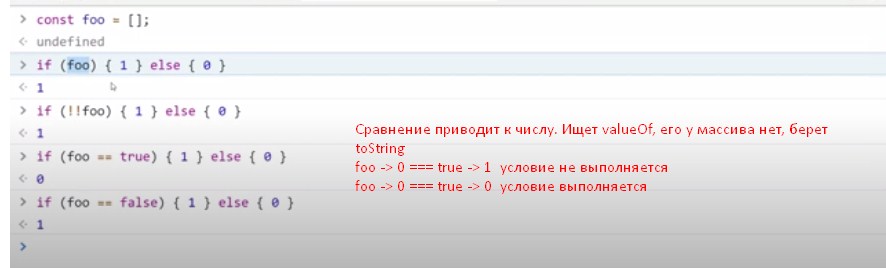 > const foo = [];
< undefined
> if (foo) { 1 } else { 0 }
< 1
> if (!!foo) { 1 } else { 0 }
< 1
> if (foo == true) { 1 } else { 0 }
< 0
> if (foo == false) { 1 } else { 0 }
< 1
>
Сравнение приводит к числу. Ищет valueOf, его у массива нет, берет
toString
foo -> 0 === true -> 1 условие не выполняется
foo -> 0 === true -> 0 условие выполняется